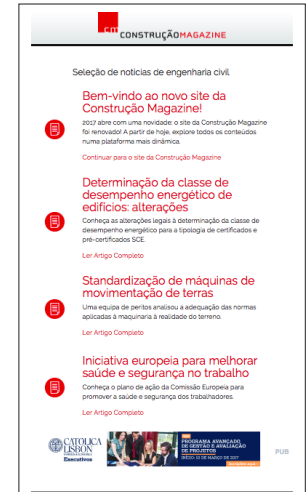 cm CONSTRUÇÃOMAGAZINE
Seleção de notícias de engenharia civil
Bem-vindo ao novo site da
Construção Magazine!
2017 abre com uma novidade: o site da Construção Magazine
foi renovado! A partir de hoje, explore todos os conteúdos
numa plataforma mais dinâmica.
Continuar para o site da Construção Magazine
Determinação da classe de
desempenho energético de
edifícios: alterações
Conheça as alterações legais à determinação da classe de
desempenho energético para a tipologia de certificados e
pré-certificados SCE.
Ler Artigo Completo
Standardização de máquinas de
movimentação de terras
Uma equipa de peritos analisou a adequação das normas
aplicadas à maquinaria à realidade do terreno.
Ler Artigo Completo
Iniciativa europeia para melhorar
saúde e segurança no trabalho
Conheça o plano de ação da Comissão Europeia para
promover a saúde e segurança dos trabalhadores.
Ler Artigo Completo
CATÓLICA
LISBON
Executivos
PROGRAMA AVANÇADO
DE GESTÃO E AVALIAÇÃO
DE PROJETOS
INÍCIO: 13 DE MARÇO DE 2017
PUB